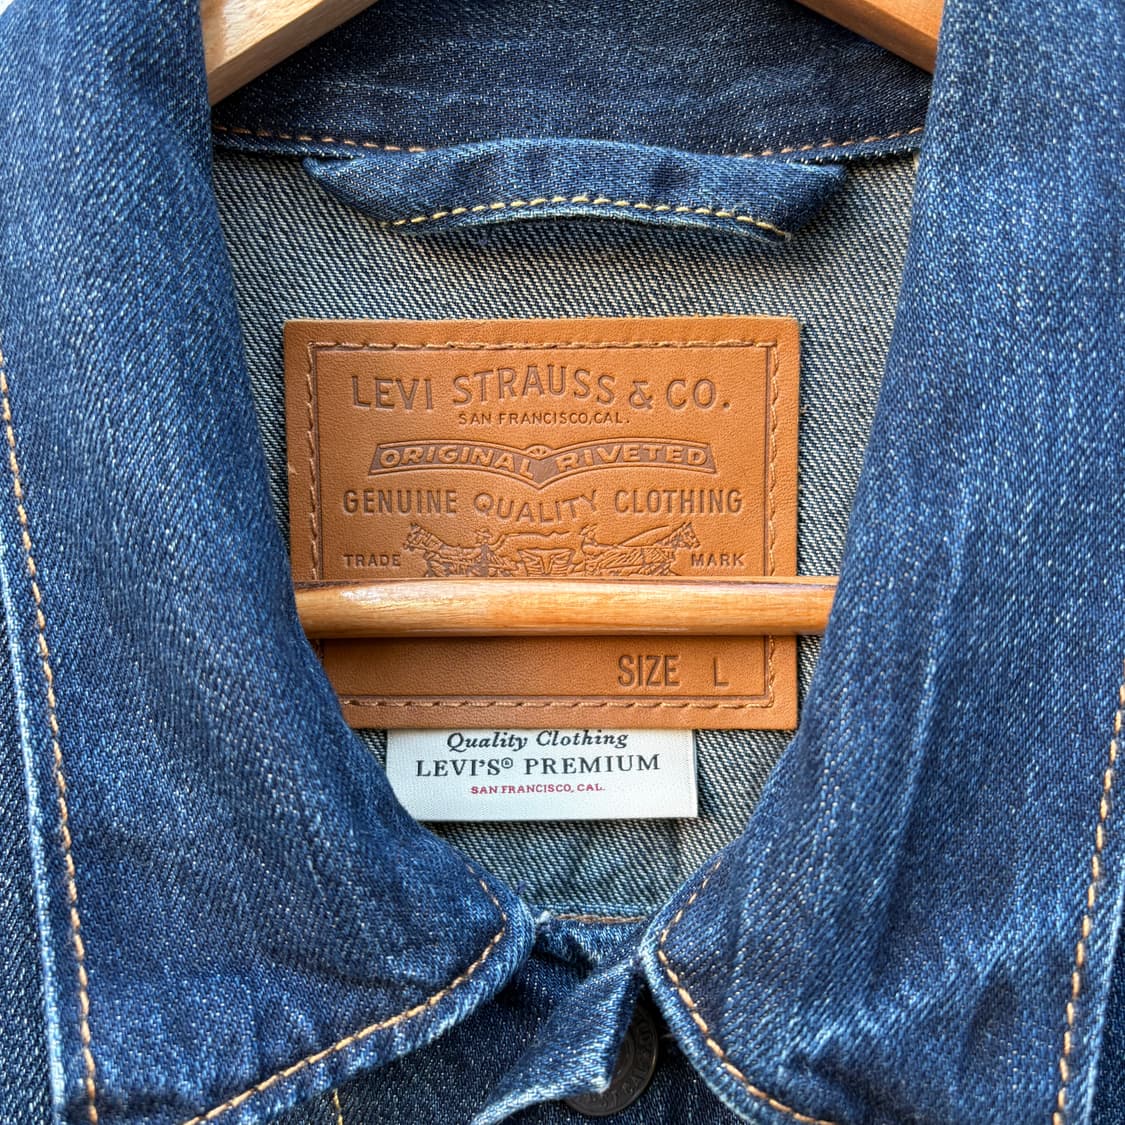 LEVI STRAUSS & CO.
SAN FRANCISCO, CAL.
ORIGINAL RIVETED
GENUINE QUALITY CLOTHING
TRADE MARK
SIZE L
Quality Clothing
LEVI'S® PREMIUM
SAN FRANCISCO, CAL.